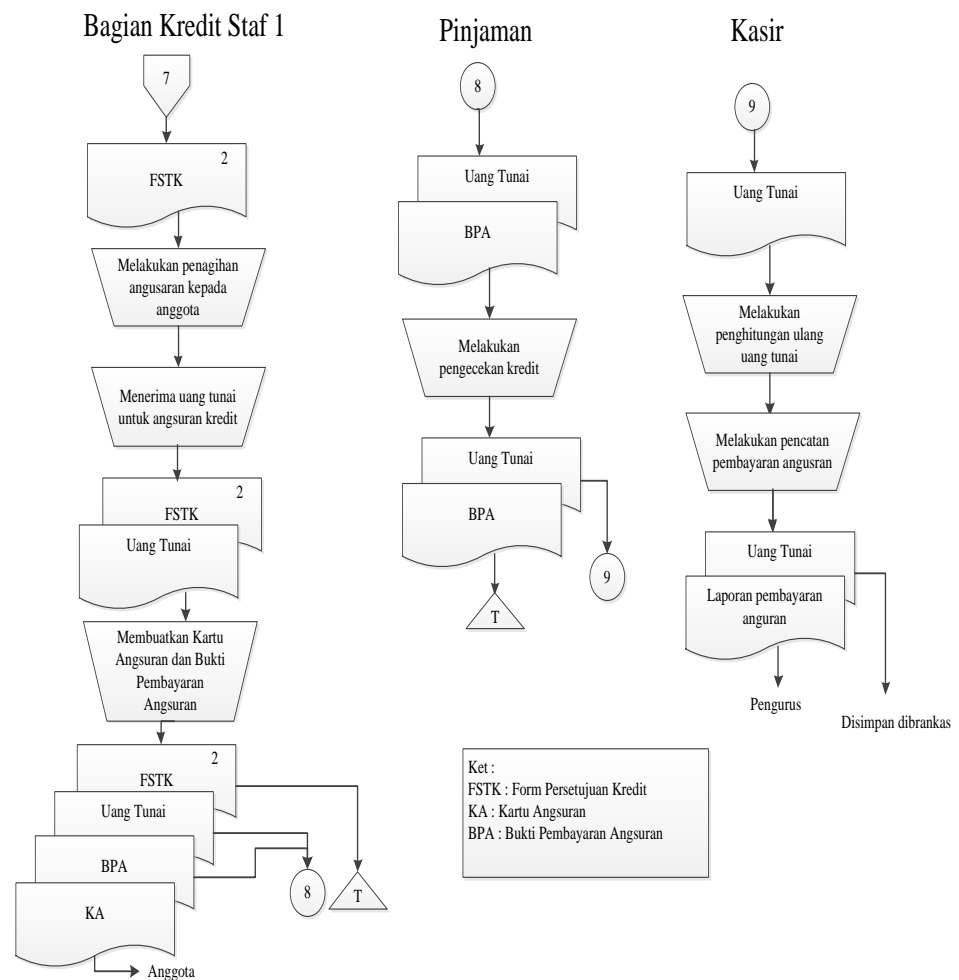 Bagian Kredit Staf 1
7
2
FSTK
Melakukan penagihan
angusaran kepada
anggota
Menerima uang tunai
untuk angsuran kredit
2
FSTK
Uang Tunai
Membuatkan Kartu
Angsuran dan Bukti
Pembayaran
Angsuran
2
FSTK
Uang Tunai
BPA
KA
8
T
Anggota
Pinjaman
8
Uang Tunai
BPA
Melakukan
pengecekan kredit
Uang Tunai
BPA
9
T
Kasir
9
Uang Tunai
Melakukan
penghitungan ulang
uang tunai
Melakukan pencatan
pembayaran angusran
Uang Tunai
Laporan pembayaran
anguran
Pengurus
Disimpan dibrankas
Ket :
FSTK : Form Persetujuan Kredit
KA : Kartu Angsuran
BPA : Bukti Pembayaran Angsuran